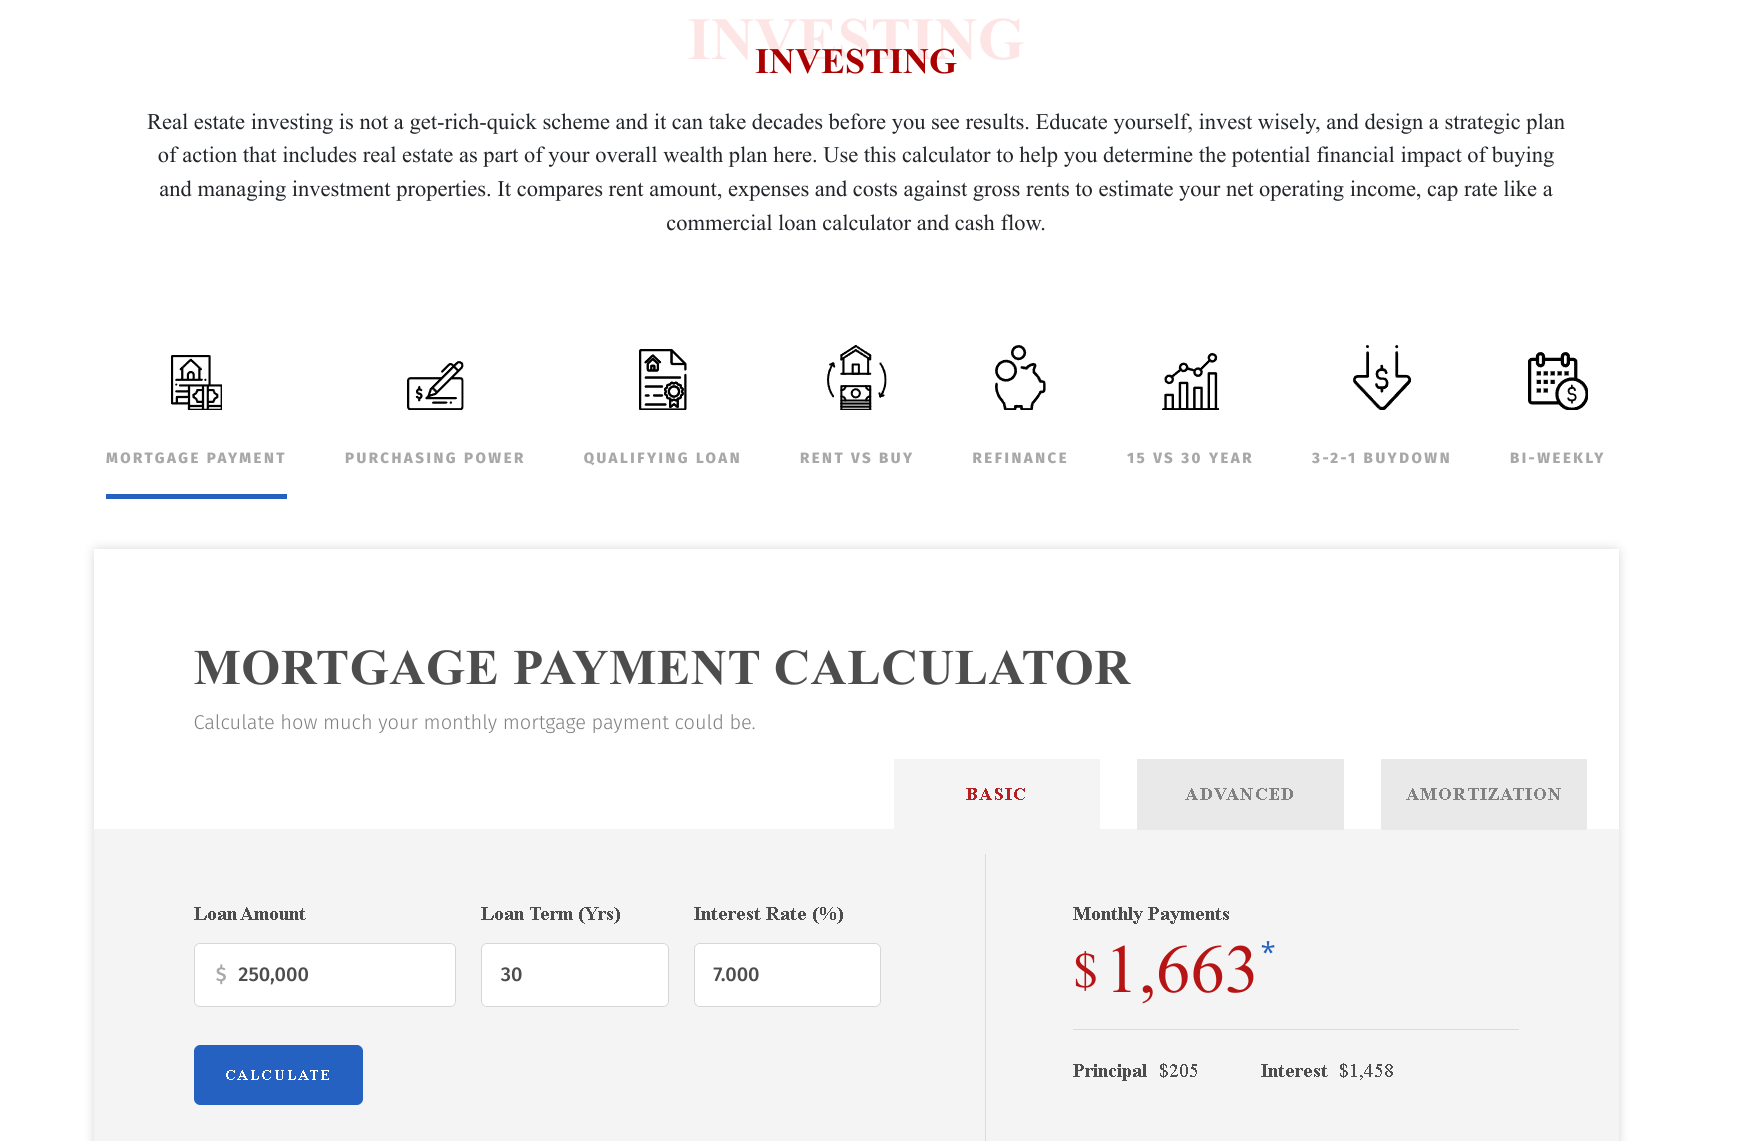 INVESTING
INVESTING
Real estate investing is not a get-rich-quick scheme and it can take decades before you see results. Educate yourself, invest wisely, and design a strategic plan
of action that includes real estate as part of your overall wealth plan here. Use this calculator to help you determine the potential financial impact of buying
and managing investment properties. It compares rent amount, expenses and costs against gross rents to estimate your net operating income, cap rate like a
commercial loan calculator and cash flow.
MORTGAGE PAYMENT PURCHASING POWER QUALIFYING LOAN RENT VS BUY REFINANCE 15 VS 30 YEAR 3-2-1 BUYDOWN BI-WEEKLY
MORTGAGE PAYMENT CALCULATOR
Calculate how much your monthly mortgage payment could be.
BASIC ADVANCED AMORTIZATION
Loan Amount Loan Term (Yrs) Interest Rate (%) Monthly Payments
$ 250,000 30 7.000 $ 1,663*
CALCULATE Principal $205 Interest $1,458